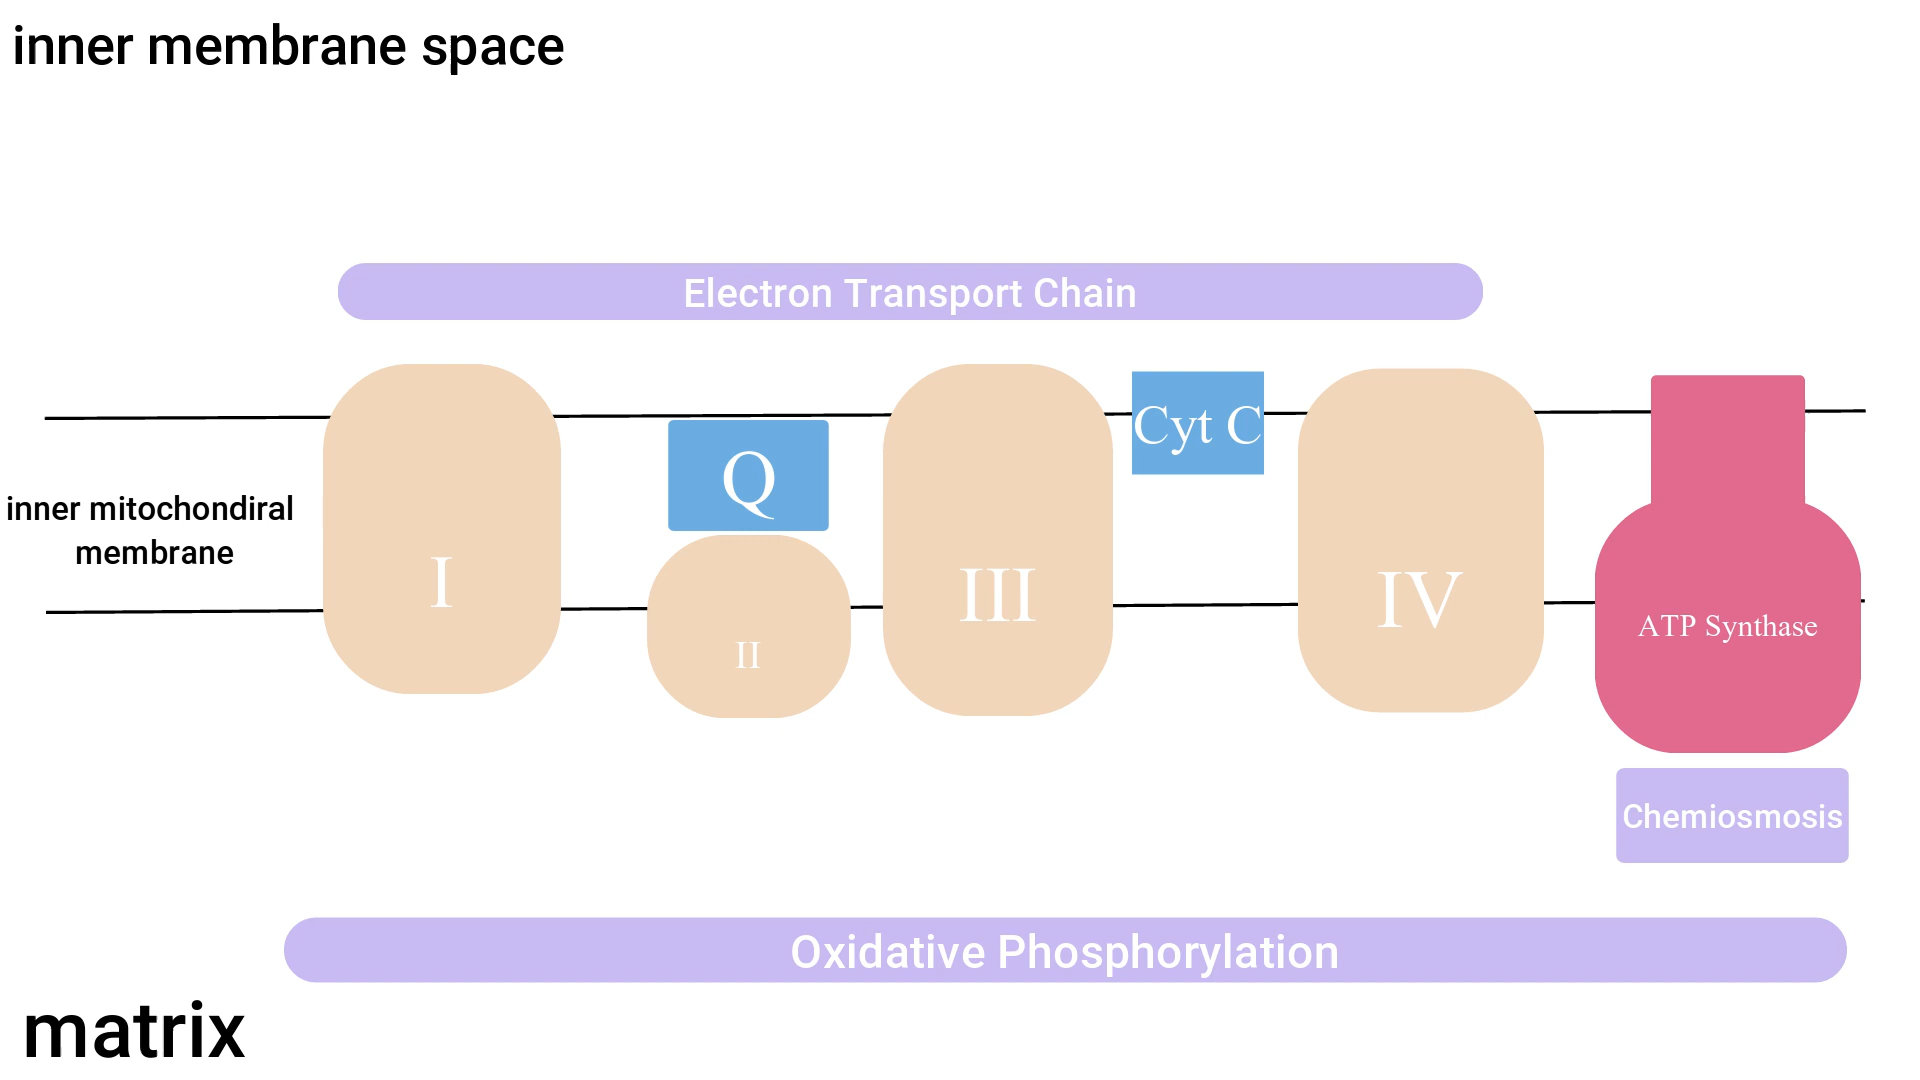 inner membrane space
Electron Transport Chain
Cyt C
Q
inner mitochondiral
membrane
I
III
IV
II
ATP Synthase
Chemiosmosis
Oxidative Phosphorylation
matrix